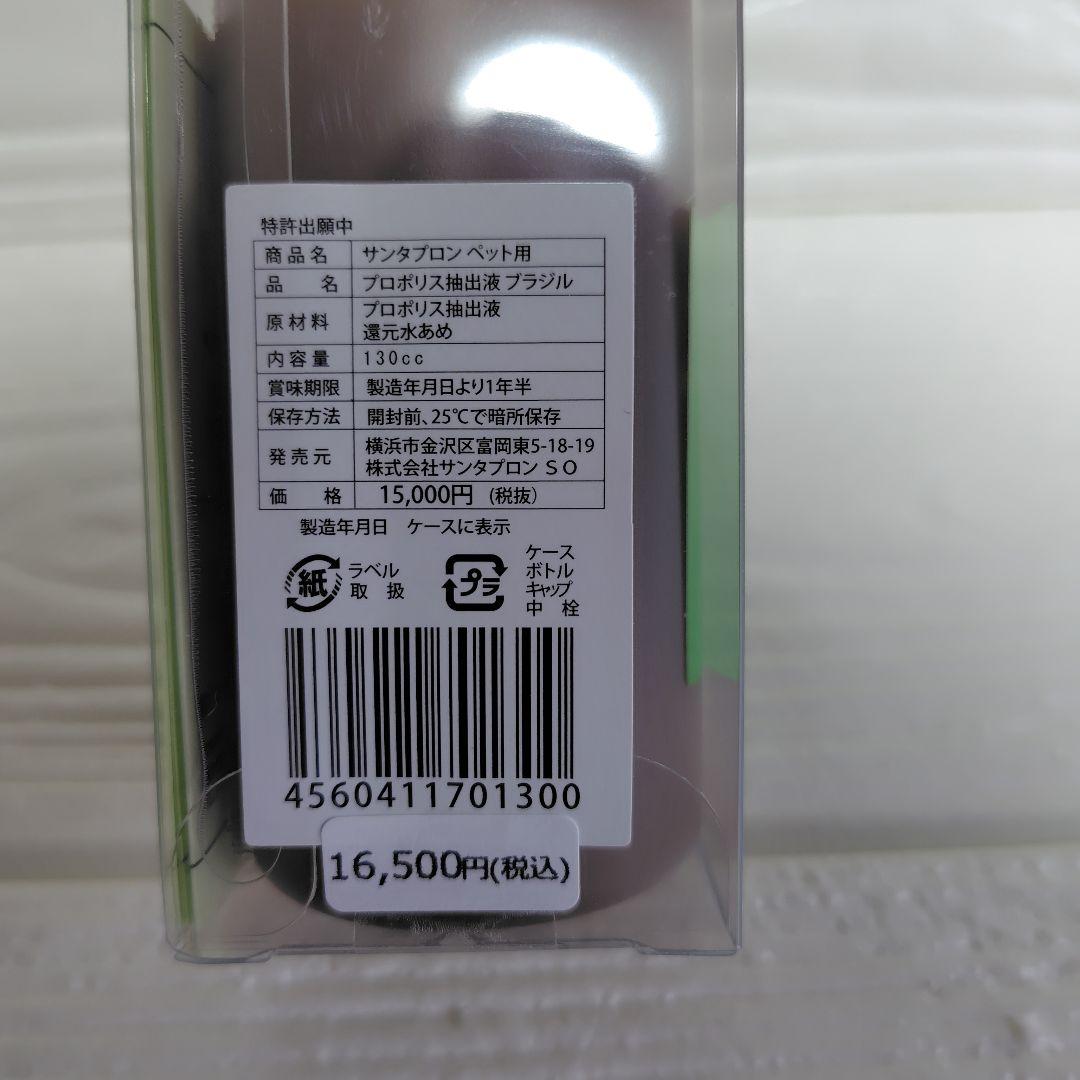 特許出願中
商品名 サンタプロン ペット用
品 名 プロポリス抽出液 ブラジル
原材料 プロポリス抽出液
還元水あめ
内容量 130cc
賞味期限 製造年月日より1年半
保存方法 開封前、25℃で暗所保存
発売元 横浜市金沢区富岡東5-18-19
株式会社サンタプロン ＳＯ
価 格 15,000円 (税抜)
製造年月日 ケースに表示
紙 ラベル
取 扱
プラ ケース
ボトル
キャップ
中 栓
4560411701300
16,500円(税込)